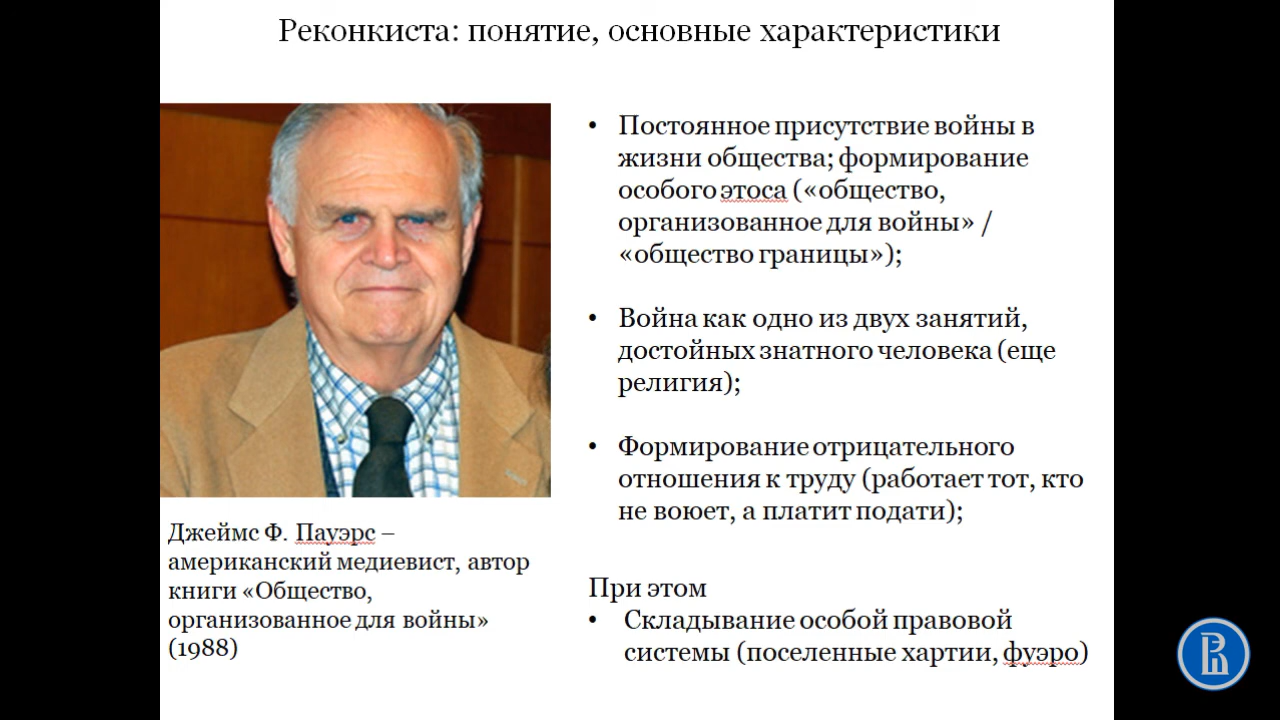 Реконкиста: понятие, основные характеристики
• Постоянное присутствие войны в
жизни общества; формирование
особого этоса («общество,
организованное для войны» /
«общество границы»);
• Война как одно из двух занятий,
достойных знатного человека (еще
религия);
• Формирование отрицательного
отношения к труду (работает тот, кто
не воюет, а платит подати);
При этом
• Складывание особой правовой
системы (поселенные хартии, фуэро)
Джеймс Ф. Пауэрс –
американский медиевист, автор
книги «Общество,
организованное для войны»
(1988)